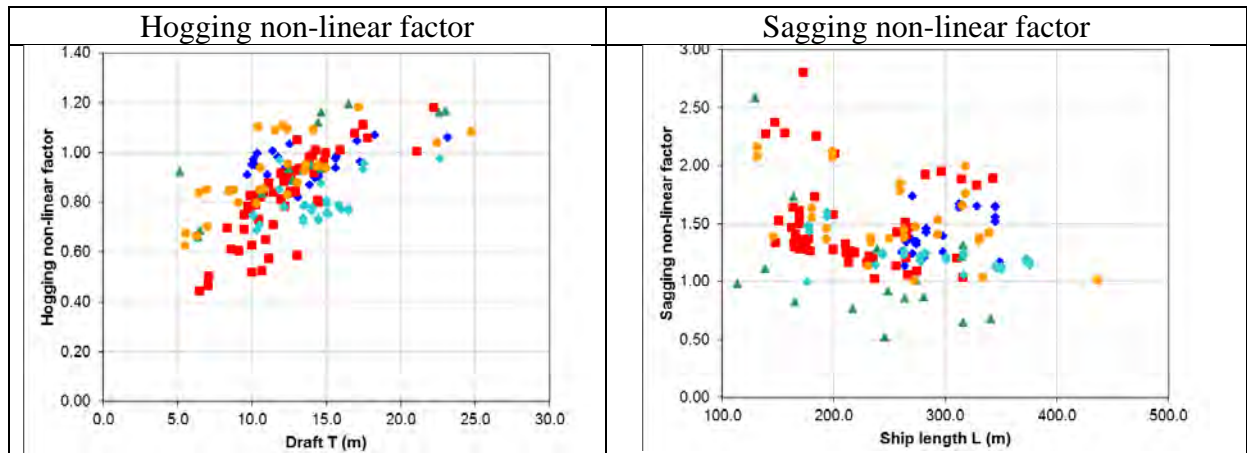 Hogging non-linear factor
Sagging non-linear factor
1.40
1.20
1.00
0.80
0.60
0.40
0.20
0.00
Hogging non-linear factor
0.0 5.0 10.0 15.0 20.0 25.0 30.0
Draft T (m)
3.00
2.50
2.00
1.50
1.00
0.50
0.00
Sagging non-linear factor
100.0 200.0 300.0 400.0 500.0
Ship length L (m)